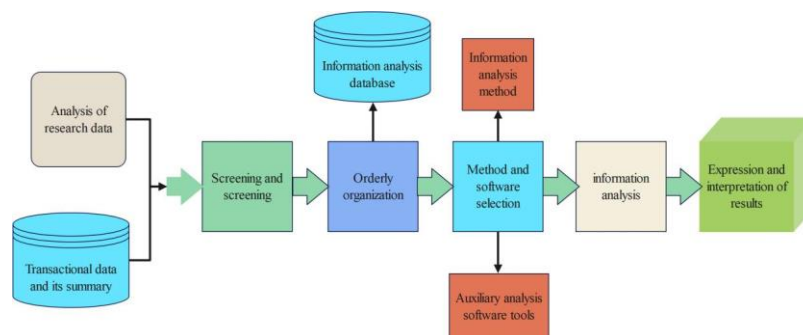 Analysis of
research data
Transactional data
and its summary
Screening and
screening
Information analysis
database
Orderly
organization
Information
analysis
method
Method and
software
selection
Auxiliary analysis
software tools
information
analysis
Expression and
interpretation of
results